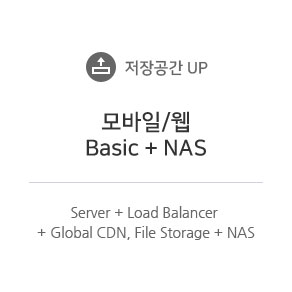 저장공간 UP
모바일/웹
Basic + NAS
Server + Load Balancer
+ Global CDN, File Storage + NAS